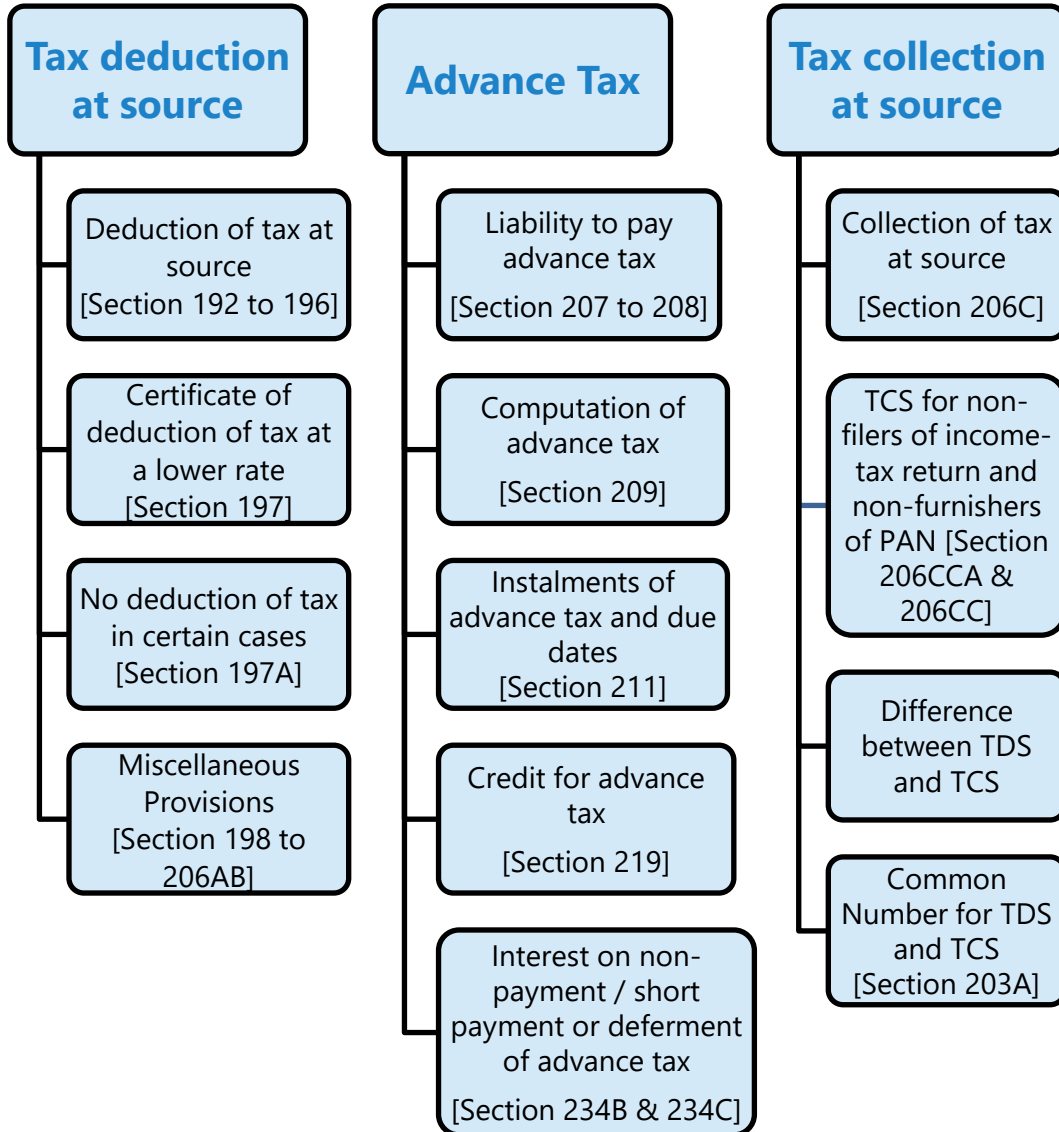 Tax deduction
at source
Deduction of tax at
source
[Section 192 to 196]
Certificate of
deduction of tax at
a lower rate
[Section 197]
No deduction of tax
in certain cases
[Section 197A]
Miscellaneous
Provisions
[Section 198 to
206AB]
Advance Tax
Liability to pay
advance tax
[Section 207 to 208]
Computation of
advance tax
[Section 209]
Instalments of
advance tax and due
dates
[Section 211]
Credit for advance
tax
[Section 219]
Interest on non-
payment / short
payment or deferment
of advance tax
[Section 234B & 234C]
Tax collection
at source
Collection of tax
at source
[Section 206C]
TCS for non-
filers of income-
tax return and
non-furnishers
of PAN [Section
206CCA &
206CC]
Difference
between TDS
and TCS
Common
Number for TDS
and TCS
[Section 203A]